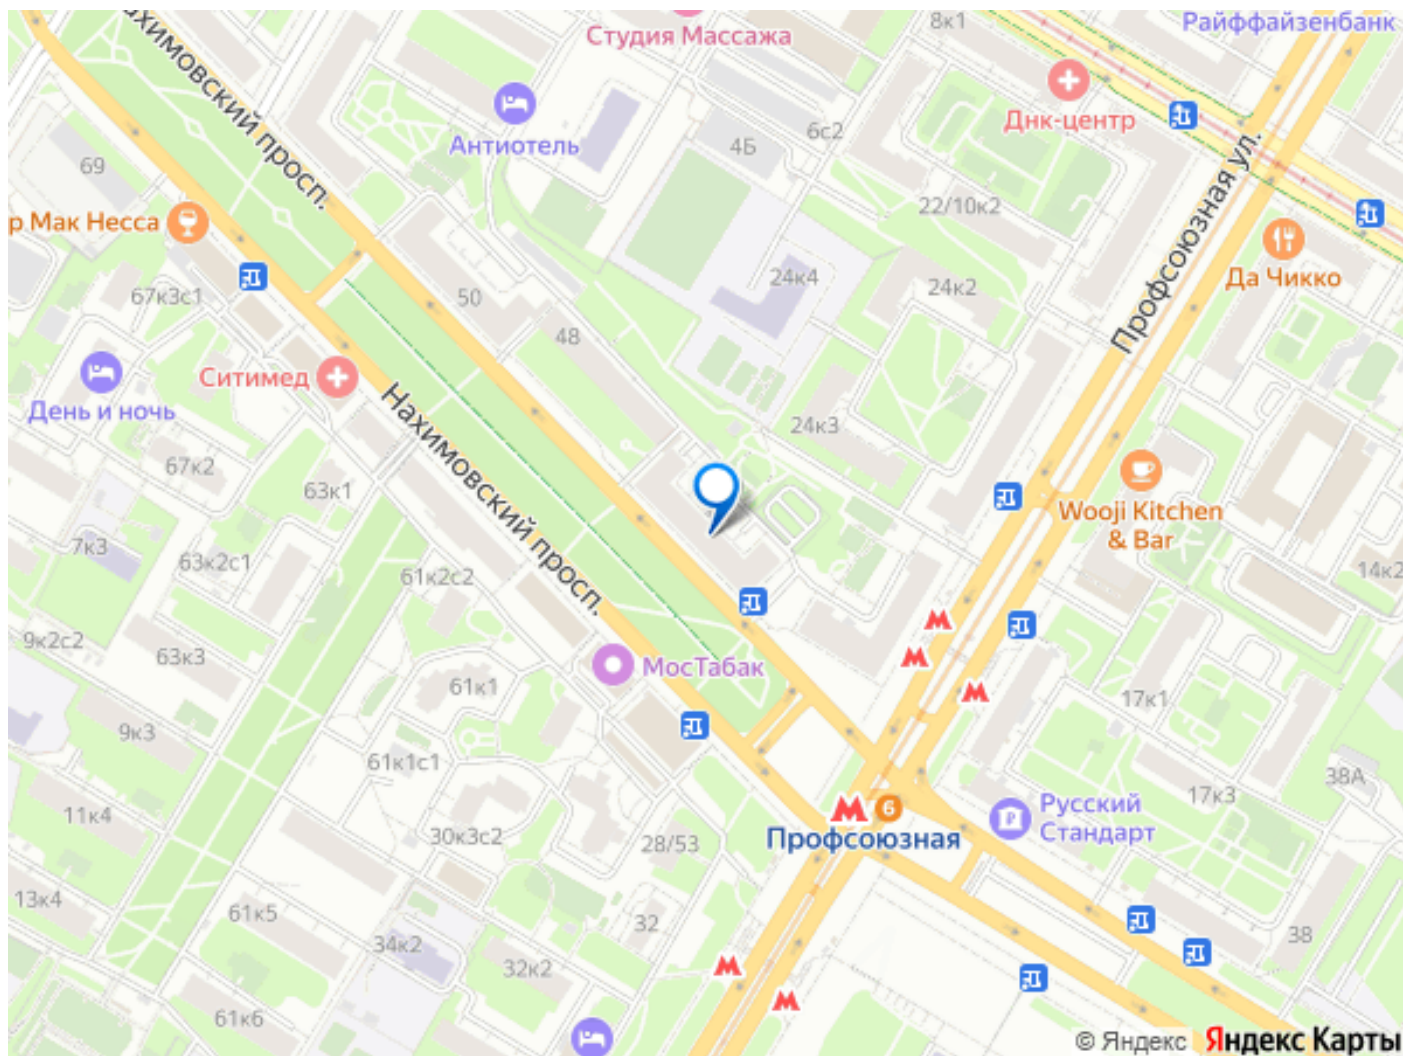 Студия Массажа
8к1
Райффайзенбанк
Нахимовский просп.
Антиотель
4Б
6с2
Днк-центр
Профсоюзная ул.
69
р Мак Несса
22/10к2
Да Чикко
67к3с1
50
24к4
24к2
48
Ситимед
День и ночь
Нахимовский просп.
24к3
67к2
63к1
Wooji Kitchen
& Bar
7к3
63к2с1
61к2с2
14к2
9к2с2
63к3
МосТабак
61к1
17к1
9к3
61к1с1
38А
17к3
11к4
30к3с2
28/53
6
Профсоюзная
Русский
Стандарт
13к4
61к5
32
34к2
32к2
38
61к6
© Яндекс Яндекс Карты